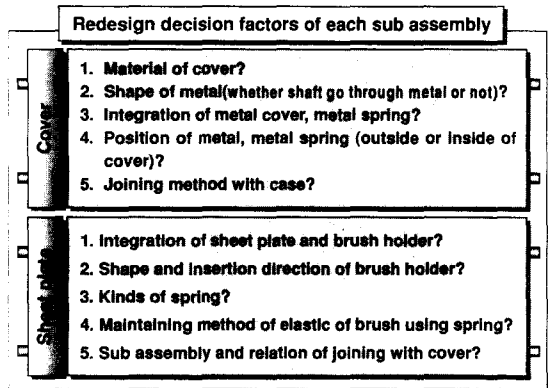 Redesign decision factors of each sub assembly
Cover
1. Material of cover?
2. Shape of metal(whether shaft go through metal or not)?
3. Integration of metal cover, metal spring?
4. Position of metal, metal spring (outside or inside of
cover)?
5. Joining method with case?
Sheet plate
1. Integration of sheet plate and brush holder?
2. Shape and insertion direction of brush holder?
3. Kinds of spring?
4. Maintaining method of elastic of brush using spring?
5. Sub assembly and relation of joining with cover?